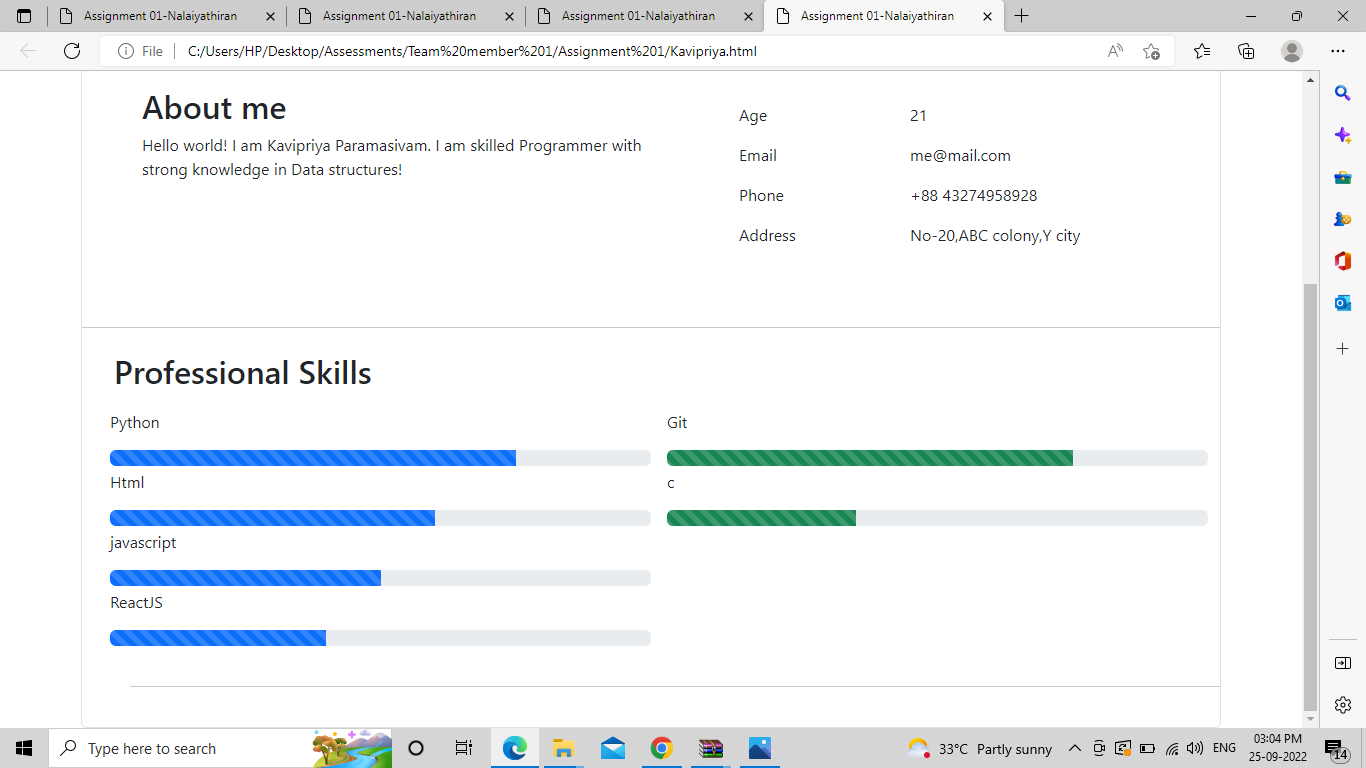 Assignment 01-Nalaiyathiran
Assignment 01-Nalaiyathiran
Assignment 01-Nalaiyathiran
Assignment 01-Nalaiyathiran
File
C:/Users/HP/Desktop/Assessments/Team%20member%201/Assignment%201/Kavipriya.html
About me
Hello world! I am Kavipriya Paramasivam. I am skilled Programmer with
strong knowledge in Data structures!
Age 21
Email me@mail.com
Phone +88 43274958928
Address No-20,ABC colony,Y city
Professional Skills
Python
Html
javascript
ReactJS
Git
c
Type here to search
33°C Partly sunny
ENG
03:04 PM
25-09-2022
14